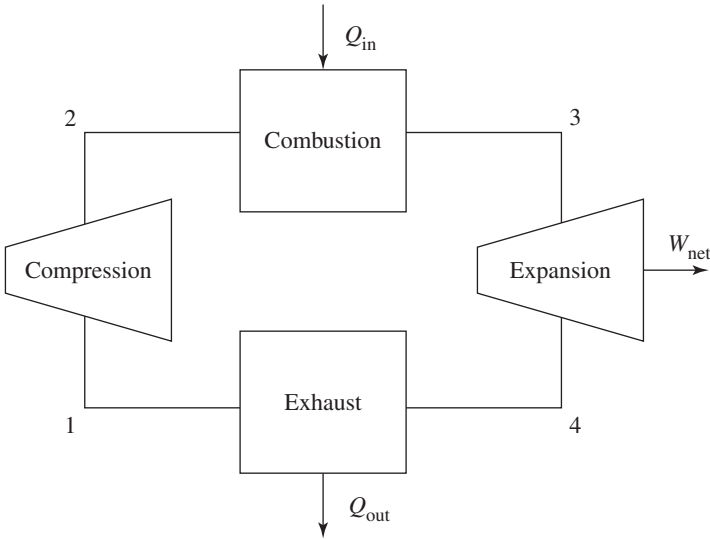 Q_in
2
Combustion
3
Compression
Expansion
W_net
Exhaust
1
4
Q_out